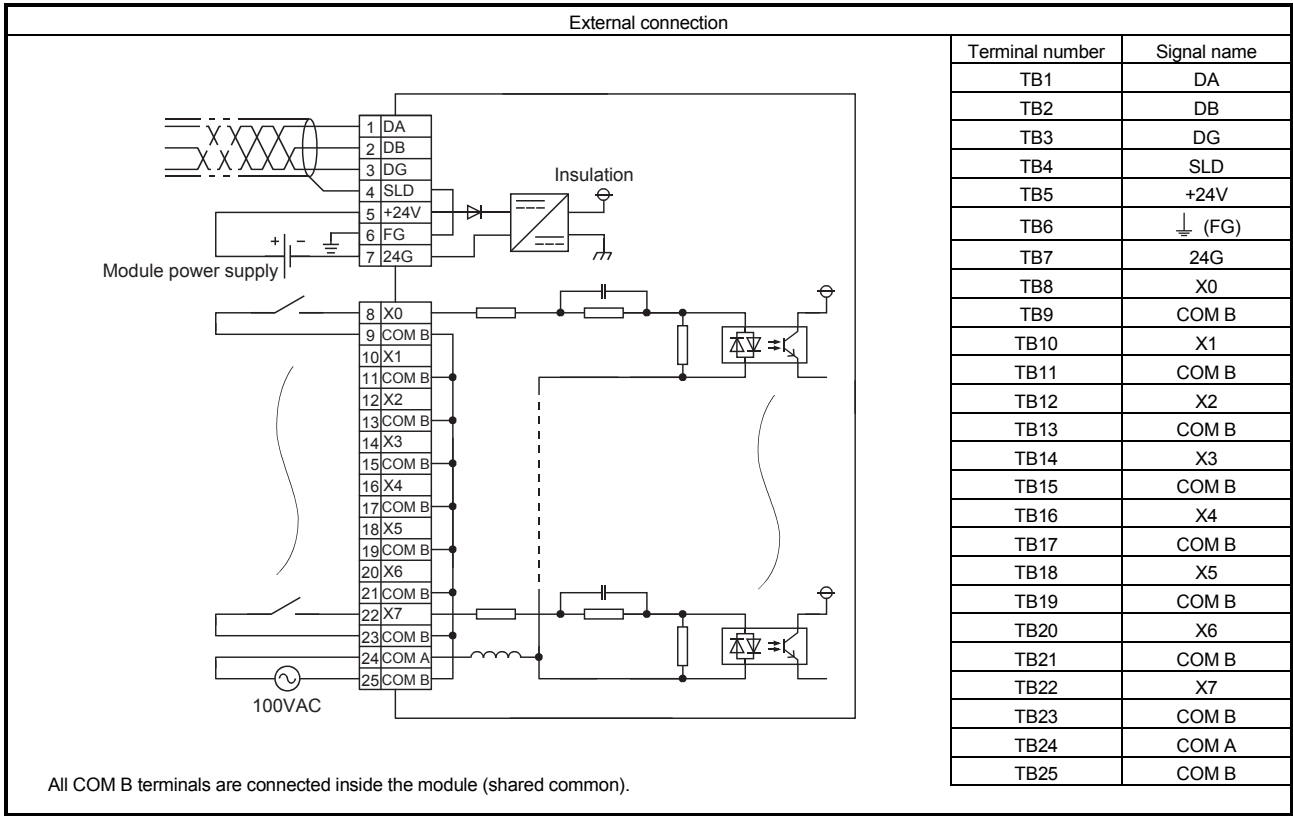 External connection
1 DA
2 DB
3 DG
4 SLD
5 +24V
6 FG
7 24G
Insulation
+ −
Module power supply
8 X0
9 COM B
10 X1
11 COM B
12 X2
13 COM B
14 X3
15 COM B
16 X4
17 COM B
18 X5
19 COM B
20 X6
21 COM B
22 X7
23 COM B
24 COM A
25 COM B
100VAC
All COM B terminals are connected inside the module (shared common).
Terminal number Signal name
TB1 DA
TB2 DB
TB3 DG
TB4 SLD
TB5 +24V
TB6 (FG)
TB7 24G
TB8 X0
TB9 COM B
TB10 X1
TB11 COM B
TB12 X2
TB13 COM B
TB14 X3
TB15 COM B
TB16 X4
TB17 COM B
TB18 X5
TB19 COM B
TB20 X6
TB21 COM B
TB22 X7
TB23 COM B
TB24 COM A
TB25 COM B